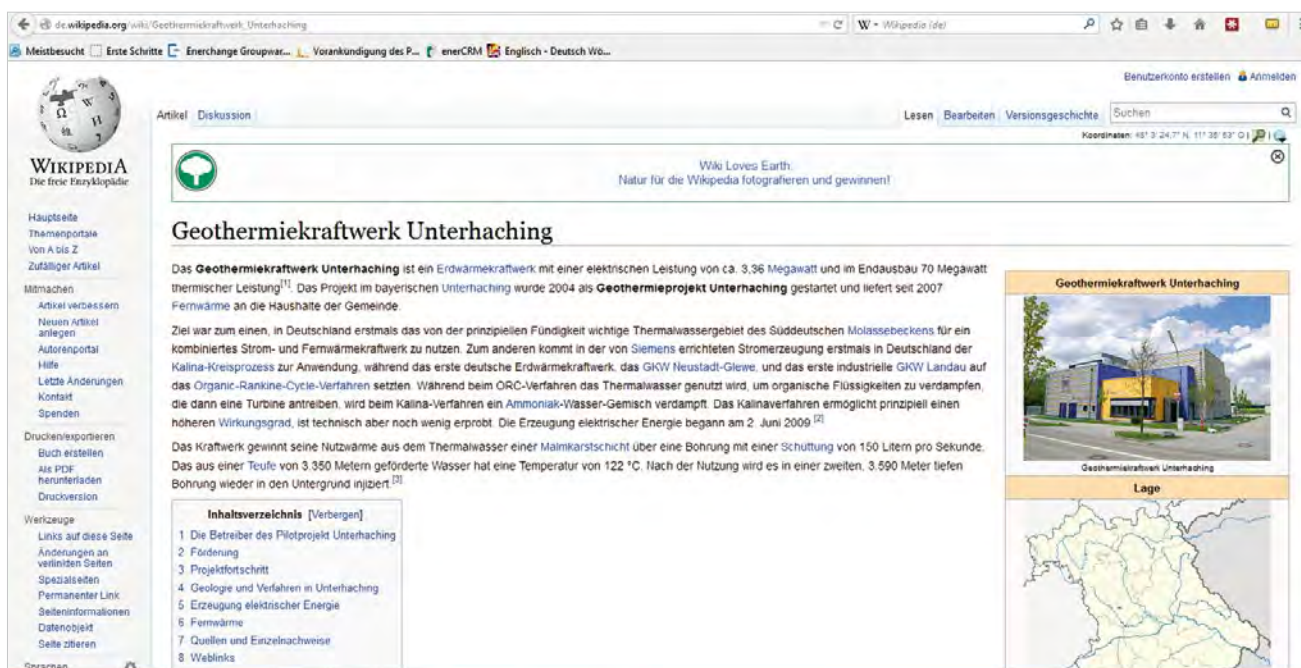 de.wikipedia.org/wiki/Geothermiekraftwerk_Unterhaching
W - Wikipedia (de)
Meistbesucht Erste Schritte Enerchange Groupwar... Vorankündigung des P... enerCRM Englisch - Deutsch Wö...
Benutzerkonto erstellen Anmelden
Artikel Diskussion
Lesen Bearbeiten Versionsgeschichte Suchen
Koordinaten:
WIKIPEDIA
Die freie Enzyklopädie
Hauptseite
Themenportale
Von A bis Z
Zufälliger Artikel
Mitmachen
Artikel verbessern
Neuen Artikel
anlegen
Autorenportal
Hilfe
Letzte Änderungen
Kontakt
Spenden
Drucken/exportieren
Buch erstellen
Als PDF
herunterladen
Druckversion
Werkzeuge
Links auf diese Seite
Änderungen an
verlinkten Seiten
Spezialseiten
Permanenter Link
Seiteninformationen
Datenobjekt
Seite zitieren
Sprachen
Wiki Loves Earth:
Natur für die Wikipedia fotografieren und gewinnen!
Geothermiekraftwerk Unterhaching
Das Geothermiekraftwerk Unterhaching ist ein Erdwärmekraftwerk mit einer elektrischen Leistung von ca. 3,36 Megawatt und im Endausbau 70 Megawatt
thermischer Leistung[1]. Das Projekt im bayerischen Unterhaching wurde 2004 als Geothermieprojekt Unterhaching gestartet und liefert seit 2007
Fernwärme an die Haushalte der Gemeinde.
Ziel war zum einen, in Deutschland erstmals das von der prinzipiellen Fündigkeit wichtige Thermalwassergebiet des Süddeutschen Molassebeckens für ein
kombiniertes Strom- und Fernwärmekraftwerk zu nutzen. Zum anderen kommt in der von Siemens errichteten Stromerzeugung erstmals in Deutschland der
Kalina-Kreisprozess zur Anwendung, während das erste deutsche Erdwärmekraftwerk, das GKW Neustadt-Glewe, und das erste industrielle GKW Landau auf
das Organic-Rankine-Cycle-Verfahren setzten. Während beim ORC-Verfahren das Thermalwasser genutzt wird, um organische Flüssigkeiten zu verdampfen,
die dann eine Turbine antreiben, wird beim Kalina-Verfahren ein Ammoniak-Wasser-Gemisch verdampft. Das Kalinaverfahren ermöglicht prinzipiell einen
höheren Wirkungsgrad, ist technisch aber noch wenig erprobt. Die Erzeugung elektrischer Energie begann am 2. Juni 2009.[2]
Das Kraftwerk gewinnt seine Nutzwärme aus dem Thermalwasser einer Malmkarstschicht über eine Bohrung mit einer Schüttung von 150 Litern pro Sekunde.
Das aus einer Teufe von 3.350 Metern geförderte Wasser hat eine Temperatur von 122 °C. Nach der Nutzung wird es in einer zweiten, 3.590 Meter tiefen
Bohrung wieder in den Untergrund injiziert.[3]
Inhaltsverzeichnis [Verbergen]
1 Die Betreiber des Pilotprojekt Unterhaching
2 Förderung
3 Projektfortschritt
4 Geologie und Verfahren in Unterhaching
5 Erzeugung elektrischer Energie
6 Fernwärme
7 Quellen und Einzelnachweise
8 Weblinks
Geothermiekraftwerk Unterhaching
Geothermiekraftwerk Unterhaching
Lage